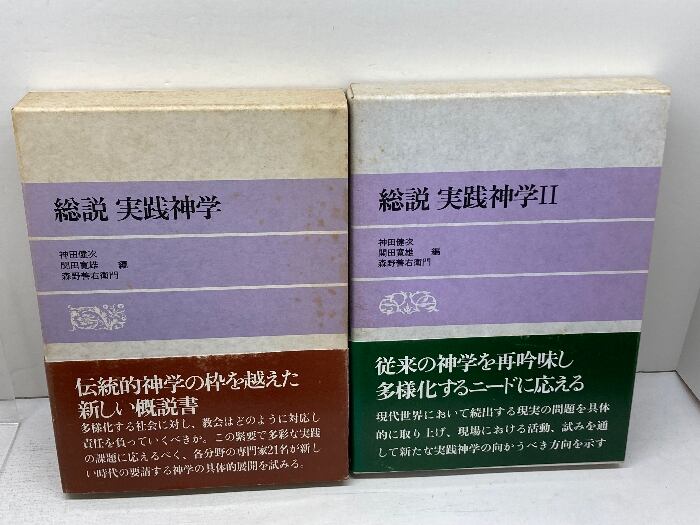 総説 実践神学
神田健次
関田寛雄 編
森野善右衛門
伝統的神学の枠を越えた
新しい概説書
多様化する社会に対し、教会はどのように対応し
責任を負っていくべきか。この緊要で多彩な実践
の課題に応えるべく、各分野の専門家21名が新し
い時代の要請する神学の具体的展開を試みる。
総説 実践神学II
神田健次
関田寛雄 編
森野善右衛門
従来の神学を再吟味し
多様化するニードに応える
現代世界において続出する現実の問題を具体
的に取り上げ、現場における活動、試みを通
して新たな実践神学の向かうべき方向を示す